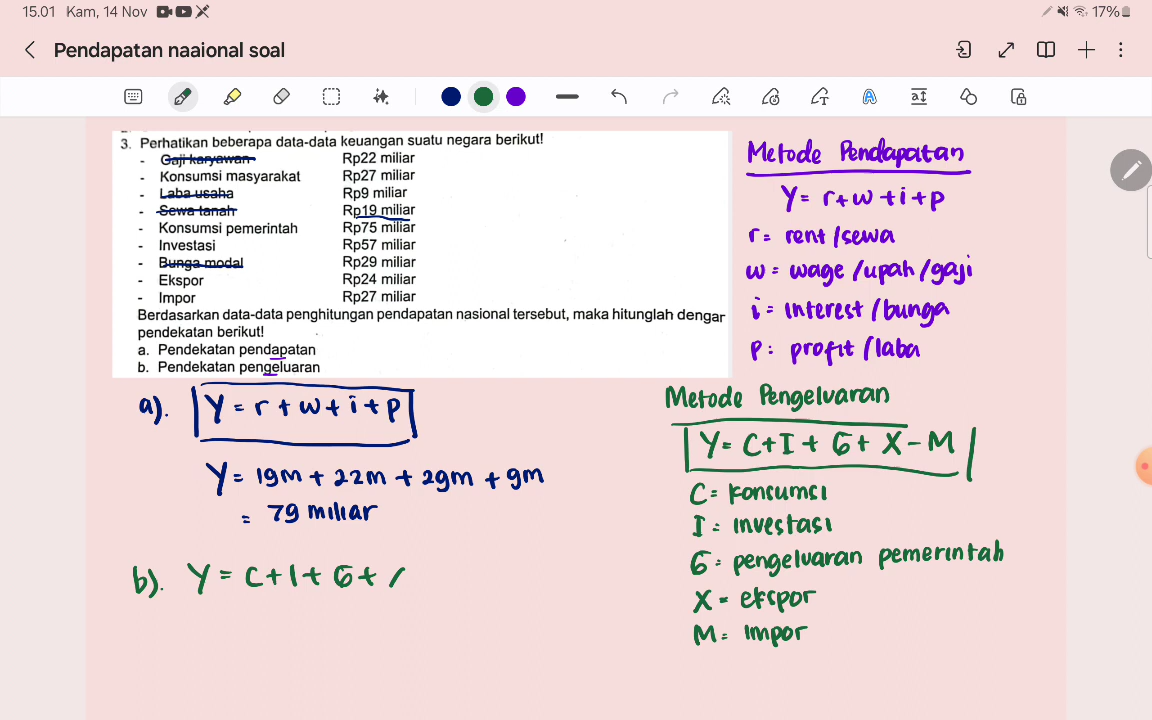 15.01 Kam, 14 Nov
17%
Pendapatan naaional soal
3. Perhatikan beberapa data-data keuangan suatu negara berikut!
- Gaji karyawan Rp22 miliar
- Konsumsi masyarakat Rp27 miliar
- Laba usaha Rp9 miliar
- Sewa tanah Rp19 miliar
- Konsumsi pemerintah Rp75 miliar
- Investasi Rp57 miliar
- Bunga modal Rp29 miliar
- Ekspor Rp24 miliar
- Impor Rp27 miliar
Berdasarkan data-data penghitungan pendapatan nasional tersebut, maka hitunglah dengar
pendekatan berikut!
a. Pendekatan pendapatan
b. Pendekatan pengeluaran
Metode Pendapatan
Y = r + w + i + p
r = rent / sewa
w = wage / upah / gaji
i = interest / bunga
p = profit / laba
a). Y = r + w + i + p
Y = 19m + 22m + 29m + 9m
= 79 miliar
b). Y = C + I + G + /
Metode Pengeluaran
Y = C + I + G + X - M
C = konsumsi
I = investasi
G = pengeluaran pemerintah
X = ekspor
M = Impor